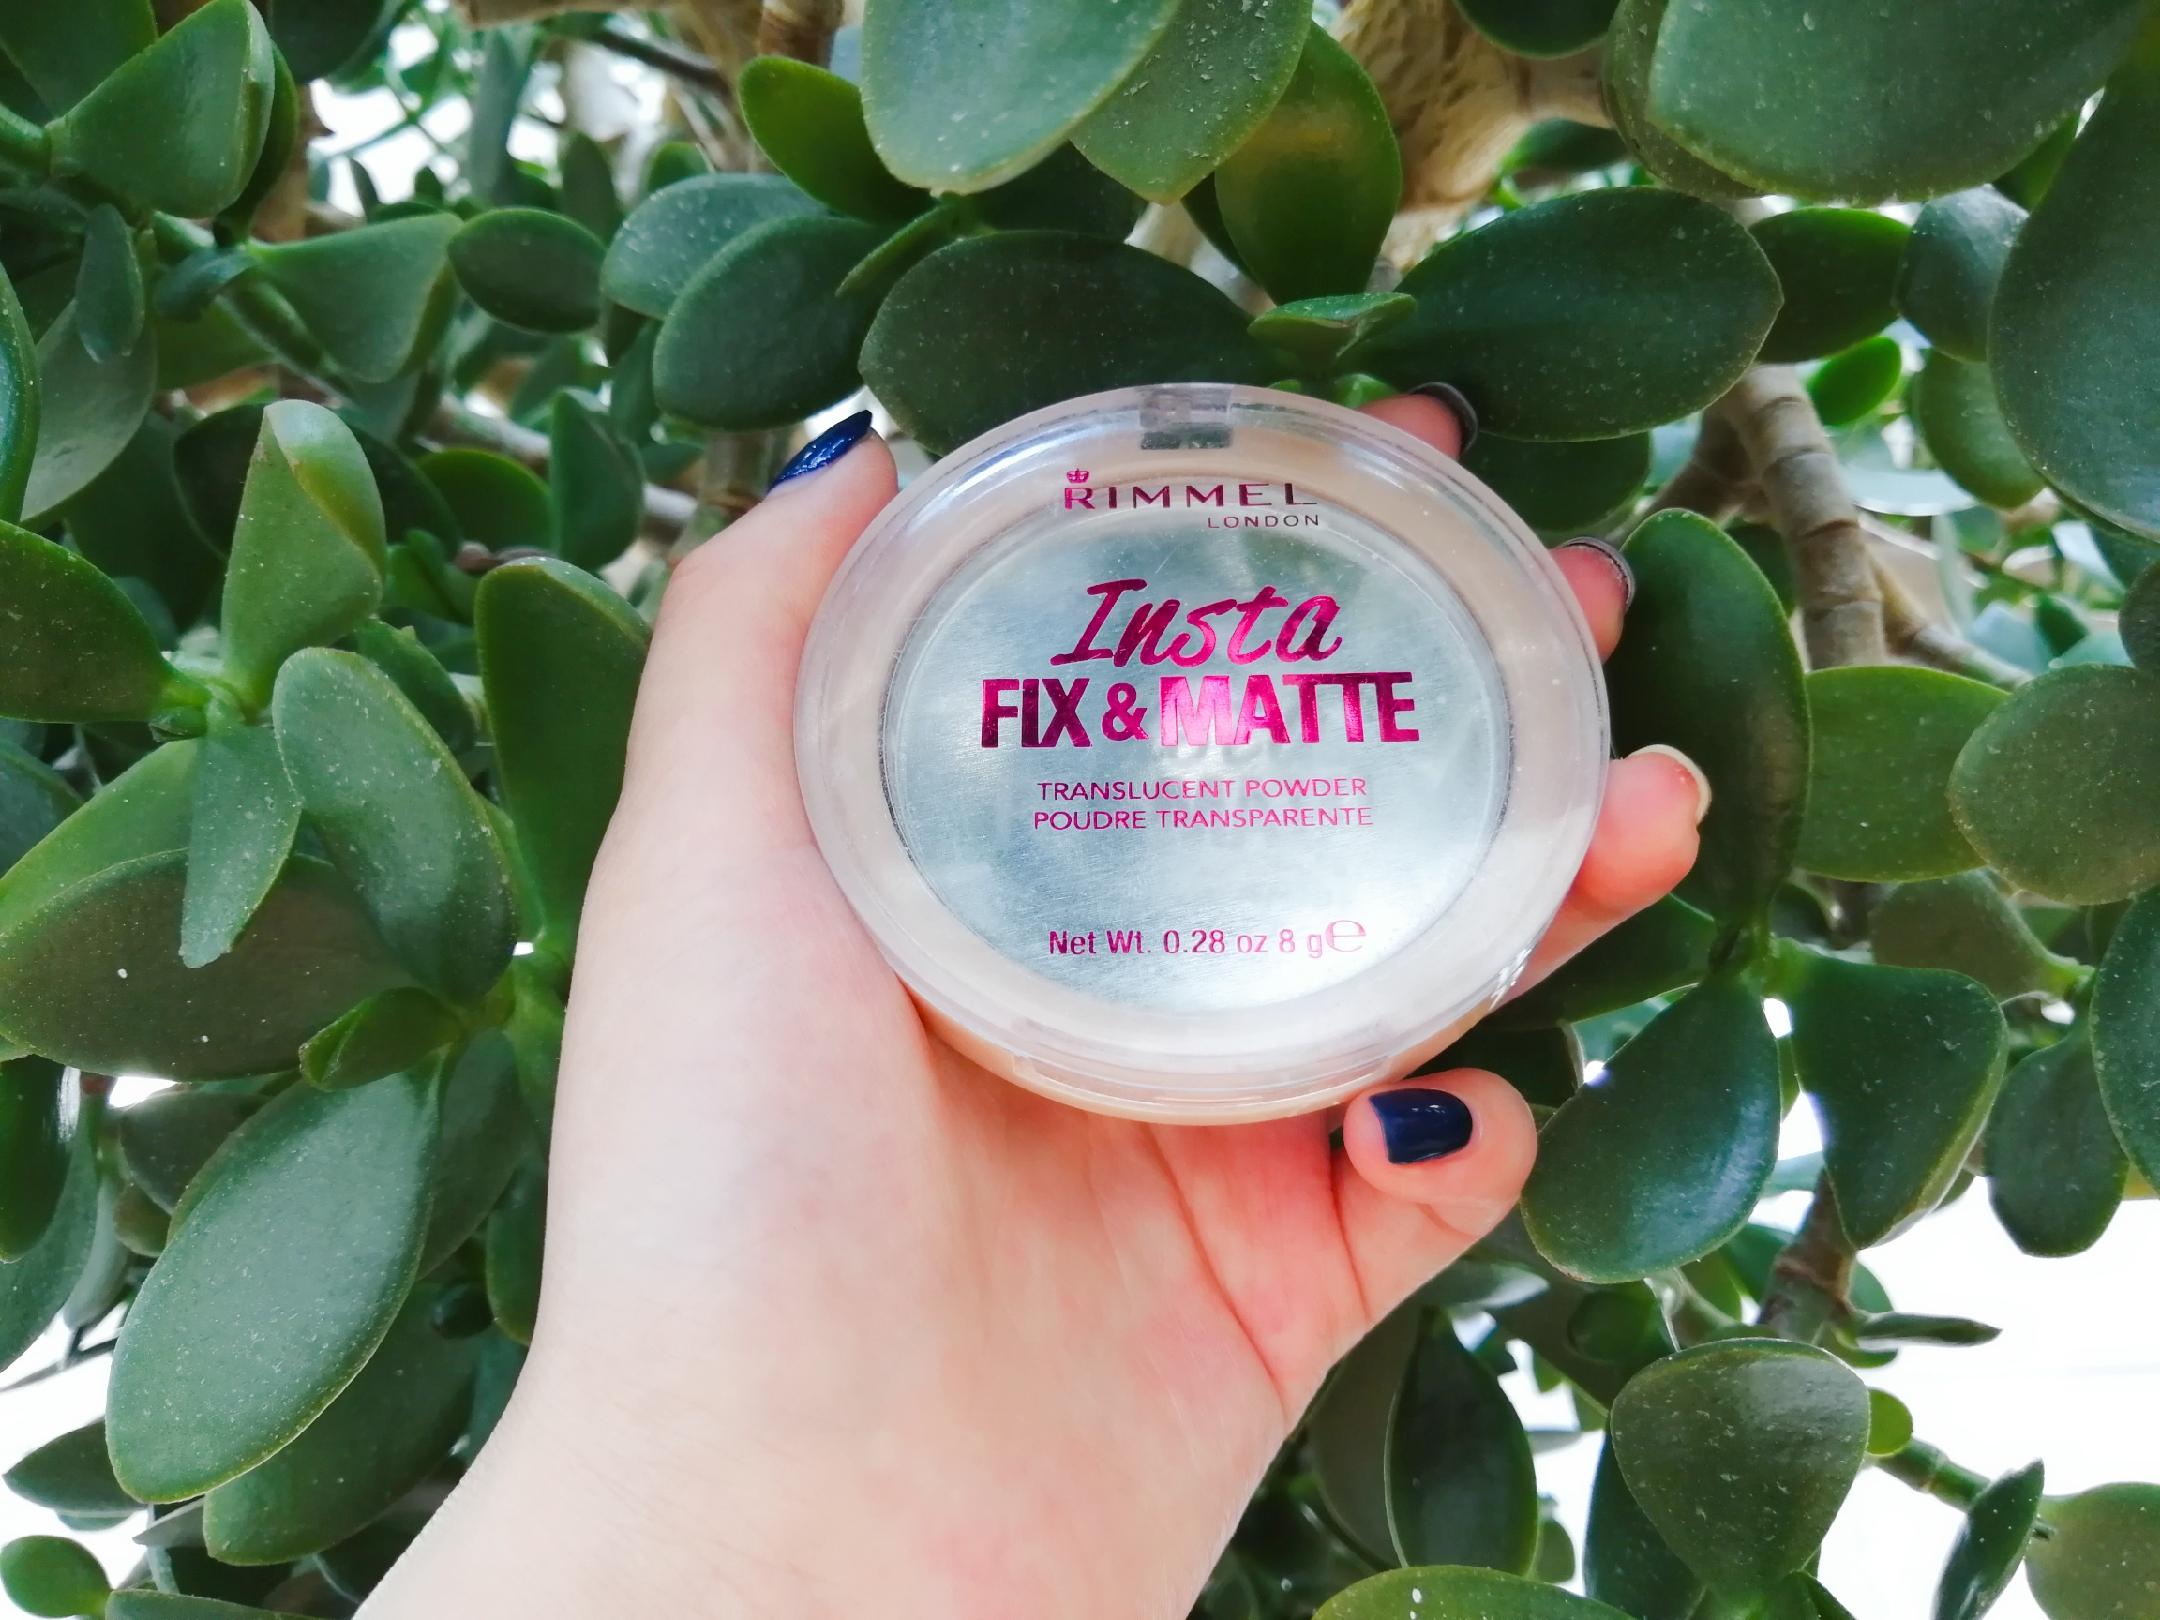 RIMMEL
LONDON
Insta
FIX & MATTE
TRANSLUCENT POWDER
POUDRE TRANSPARENTE
Net Wt. 0.28 oz 8 g ℮